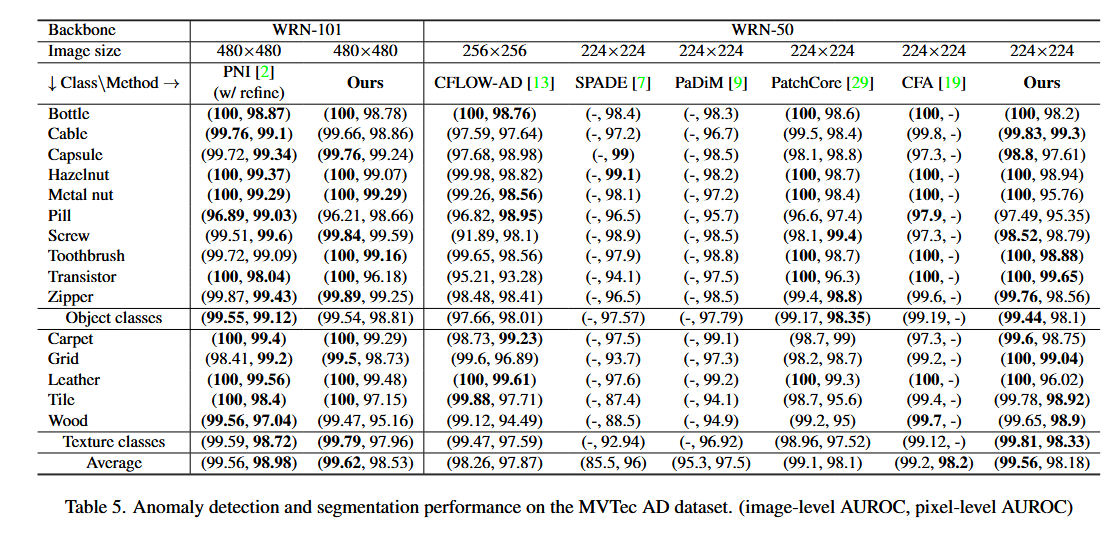 Backbone WRN-101 WRN-50
Image size 480×480 480×480 256×256 224×224 224×224 224×224 224×224 224×224
↓Class\Method→ PNI [2] (w/ refine) Ours CFLOW-AD [13] SPADE [7] PaDiM [9] PatchCore [29] CFA [19] Ours
Bottle (100, 98.87) (100, 98.78) (100, 98.76) (-, 98.4) (-, 98.3) (100, 98.6) (100, -) (100, 98.2)
Cable (99.76, 99.1) (99.66, 98.86) (97.59, 97.64) (-, 97.2) (-, 96.7) (99.5, 98.4) (99.8, -) (99.83, 99.3)
Capsule (99.72, 99.34) (99.76, 99.24) (97.68, 98.98) (-, 99) (-, 98.5) (98.1, 98.8) (97.3, -) (98.8, 97.61)
Hazelnut (100, 99.37) (100, 99.07) (99.98, 98.82) (-, 99.1) (-, 98.2) (100, 98.7) (100, -) (100, 98.94)
Metal nut (100, 99.29) (100, 99.29) (99.26, 98.56) (-, 98.1) (-, 97.2) (100, 98.4) (100, -) (100, 95.76)
Pill (96.89, 99.03) (96.21, 98.66) (96.82, 98.95) (-, 96.5) (-, 95.7) (96.6, 97.4) (97.9, -) (97.49, 95.35)
Screw (99.51, 99.6) (99.84, 99.59) (91.89, 98.1) (-, 98.9) (-, 98.5) (98.1, 99.4) (97.3, -) (98.52, 98.79)
Toothbrush (99.72, 99.09) (100, 99.16) (99.65, 98.56) (-, 97.9) (-, 98.8) (100, 98.7) (100, -) (100, 98.88)
Transistor (100, 98.04) (100, 96.18) (95.21, 93.28) (-, 94.1) (-, 97.5) (100, 96.3) (100, -) (100, 99.65)
Zipper (99.87, 99.43) (99.89, 99.25) (98.48, 98.41) (-, 96.5) (-, 98.5) (99.4, 98.8) (99.6, -) (99.76, 98.56)
Object classes (99.55, 99.12) (99.54, 98.81) (97.66, 98.01) (-, 97.57) (-, 97.79) (99.17, 98.35) (99.19, -) (99.44, 98.1)
Carpet (100, 99.4) (100, 99.29) (98.73, 99.23) (-, 97.5) (-, 99.1) (98.7, 99) (97.3, -) (99.6, 98.75)
Grid (98.41, 99.2) (99.5, 98.73) (99.6, 96.89) (-, 93.7) (-, 97.3) (98.2, 98.7) (99.2, -) (100, 99.04)
Leather (100, 99.56) (100, 99.48) (100, 99.61) (-, 97.6) (-, 99.2) (100, 99.3) (100, -) (100, 96.02)
Tile (100, 98.4) (100, 97.15) (99.88, 97.71) (-, 87.4) (-, 94.1) (98.7, 95.6) (99.4, -) (99.78, 98.92)
Wood (99.56, 97.04) (99.47, 95.16) (99.12, 94.49) (-, 88.5) (-, 94.9) (99.2, 95) (99.7, -) (99.65, 98.9)
Texture classes (99.59, 98.72) (99.79, 97.96) (99.47, 97.59) (-, 92.94) (-, 96.92) (98.96, 97.52) (99.12, -) (99.81, 98.33)
Average (99.56, 98.98) (99.62, 98.53) (98.26, 97.87) (85.5, 96) (95.3, 97.5) (99.1, 98.1) (99.2, 98.2) (99.56, 98.18)
Table 5. Anomaly detection and segmentation performance on the MVTec AD dataset. (image-level AUROC, pixel-level AUROC)